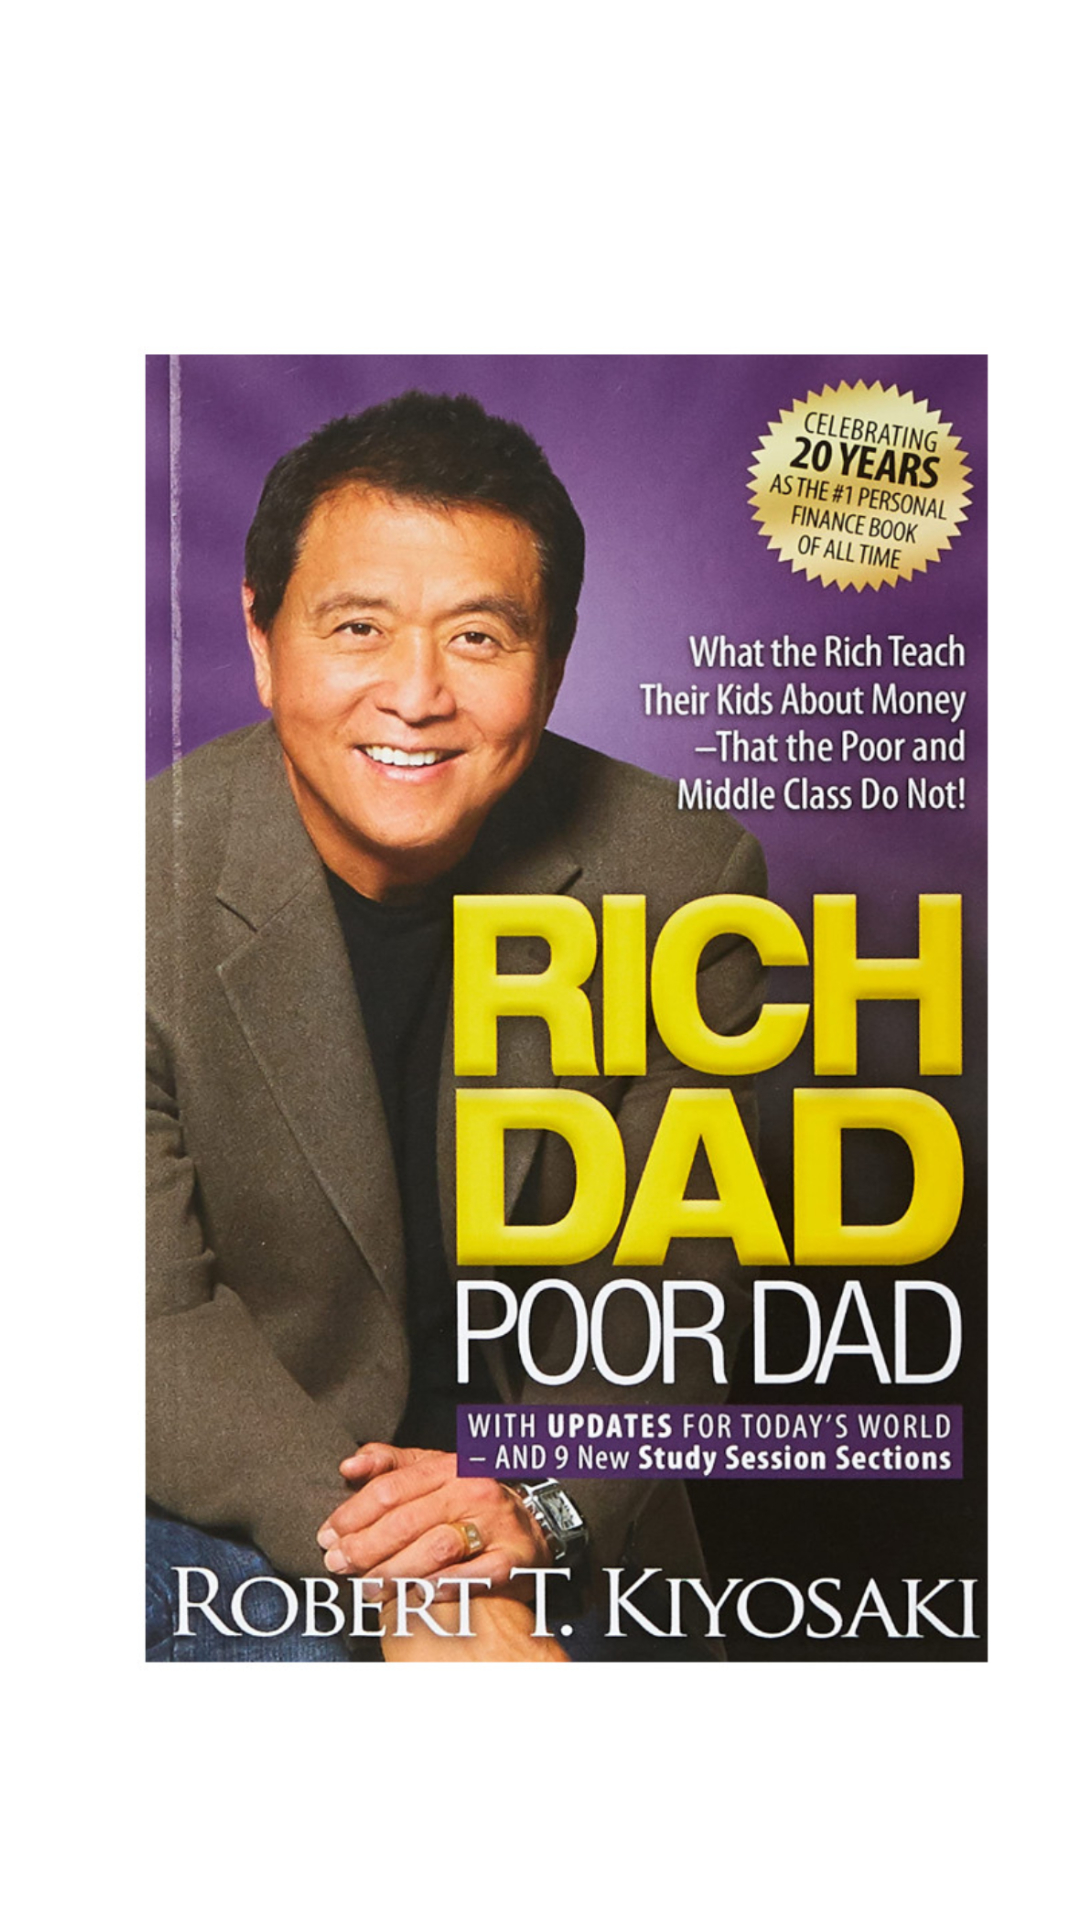 CELEBRATING
20 YEARS
AS THE #1 PERSONAL
FINANCE BOOK
OF ALL TIME
What the Rich Teach
Their Kids About Money
–That the Poor and
Middle Class Do Not!
RICH
DAD
POOR DAD
WITH UPDATES FOR TODAY'S WORLD
– AND 9 New Study Session Sections
ROBERT T. KIYOSAKI